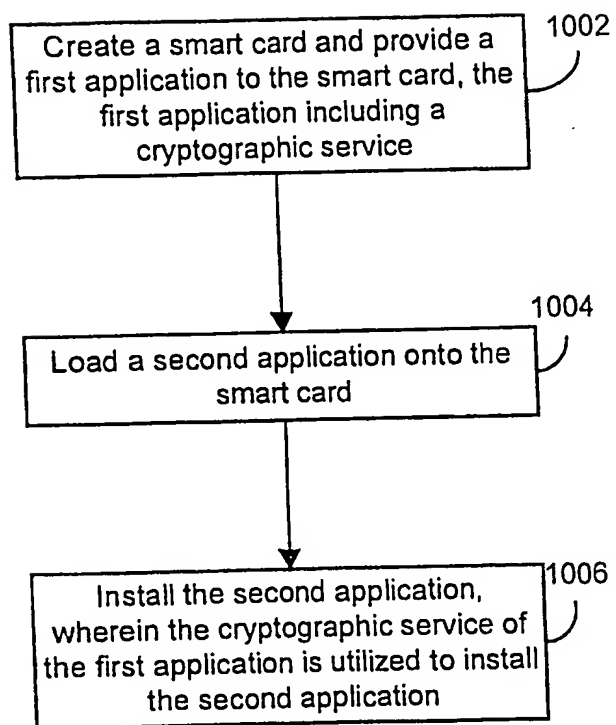 1002
Create a smart card and provide a
first application to the smart card, the
first application including a
cryptographic service
1004
Load a second application onto the
smart card
1006
Install the second application,
wherein the cryptographic service of
the first application is utilized to install
the second application